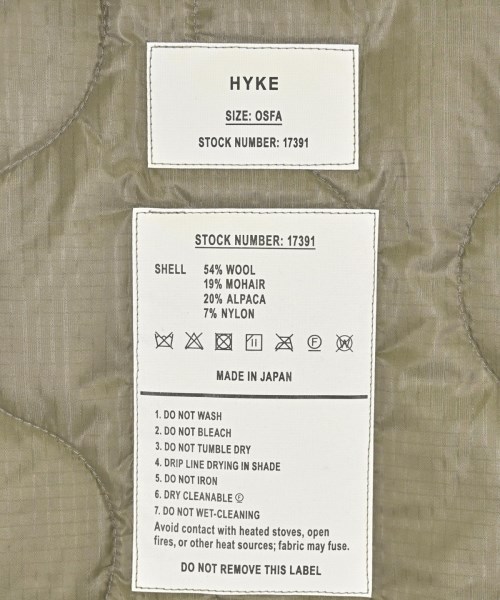 HYKE
SIZE: OSFA
STOCK NUMBER: 17391
STOCK NUMBER: 17391
SHELL 54% WOOL
19% MOHAIR
20% ALPACA
7% NYLON
MADE IN JAPAN
1. DO NOT WASH
2. DO NOT BLEACH
3. DO NOT TUMBLE DRY
4. DRIP LINE DRYING IN SHADE
5. DO NOT IRON
6. DRY CLEANABLE Ⓕ
7. DO NOT WET-CLEANING
Avoid contact with heated stoves, open
fires, or other heat sources; fabric may fuse.
DO NOT REMOVE THIS LABEL